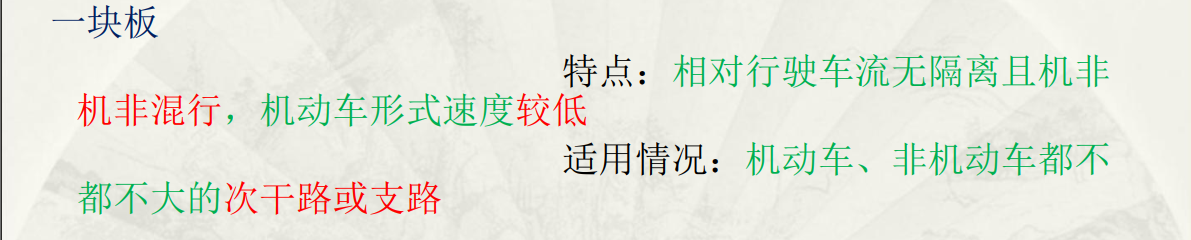 一块板
特点：相对行驶车流无隔离且机非
机非混行，机动车形式速度较低
适用情况：机动车、非机动车都不
都不大的次干路或支路